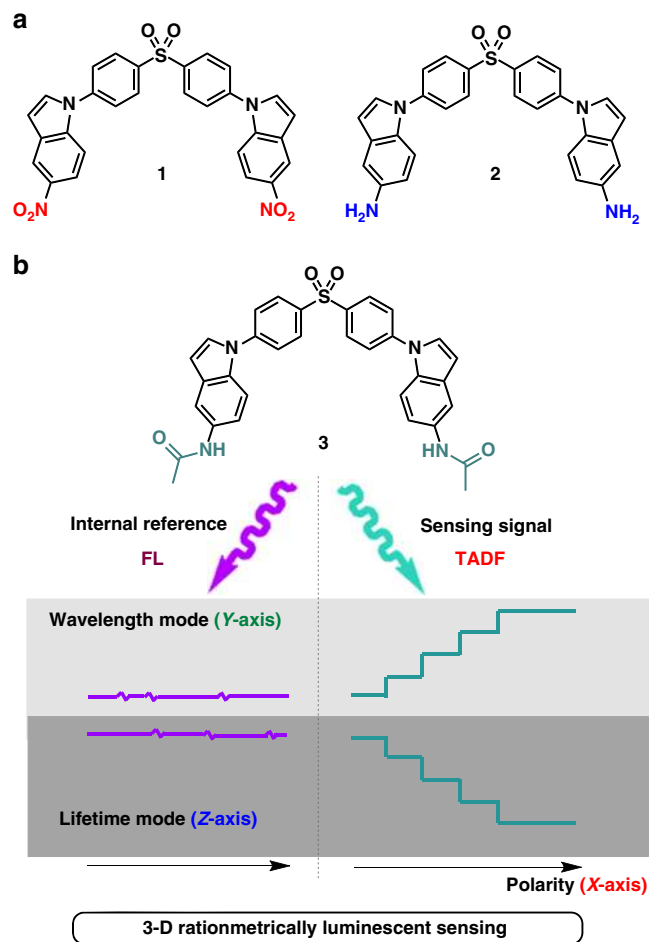 a
O O
S
N
N
O₂N
1
NO₂
O O
S
N
N
H₂N
2
NH₂
b
O O
S
N
N
O
NH
3
HN
O
Internal reference
FL
Sensing signal
TADF
Wavelength mode (Y-axis)
Lifetime mode (Z-axis)
Polarity (X-axis)
3-D rationmetrically luminescent sensing